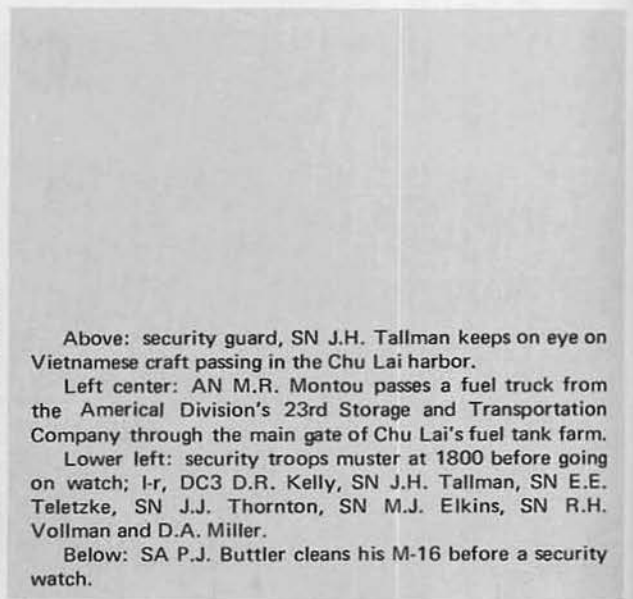 Above: security guard, SN J.H. Tallman keeps on eye on
Vietnamese craft passing in the Chu Lai harbor.
Left center: AN M.R. Montou passes a fuel truck from
the Americal Division's 23rd Storage and Transportation
Company through the main gate of Chu Lai's fuel tank farm.
Lower left: security troops muster at 1800 before going
on watch; l-r, DC3 D.R. Kelly, SN J.H. Tallman, SN E.E.
Teletzke, SN J.J. Thornton, SN M.J. Elkins, SN R.H.
Vollman and D.A. Miller.
Below: SA P.J. Buttler cleans his M-16 before a security
watch.